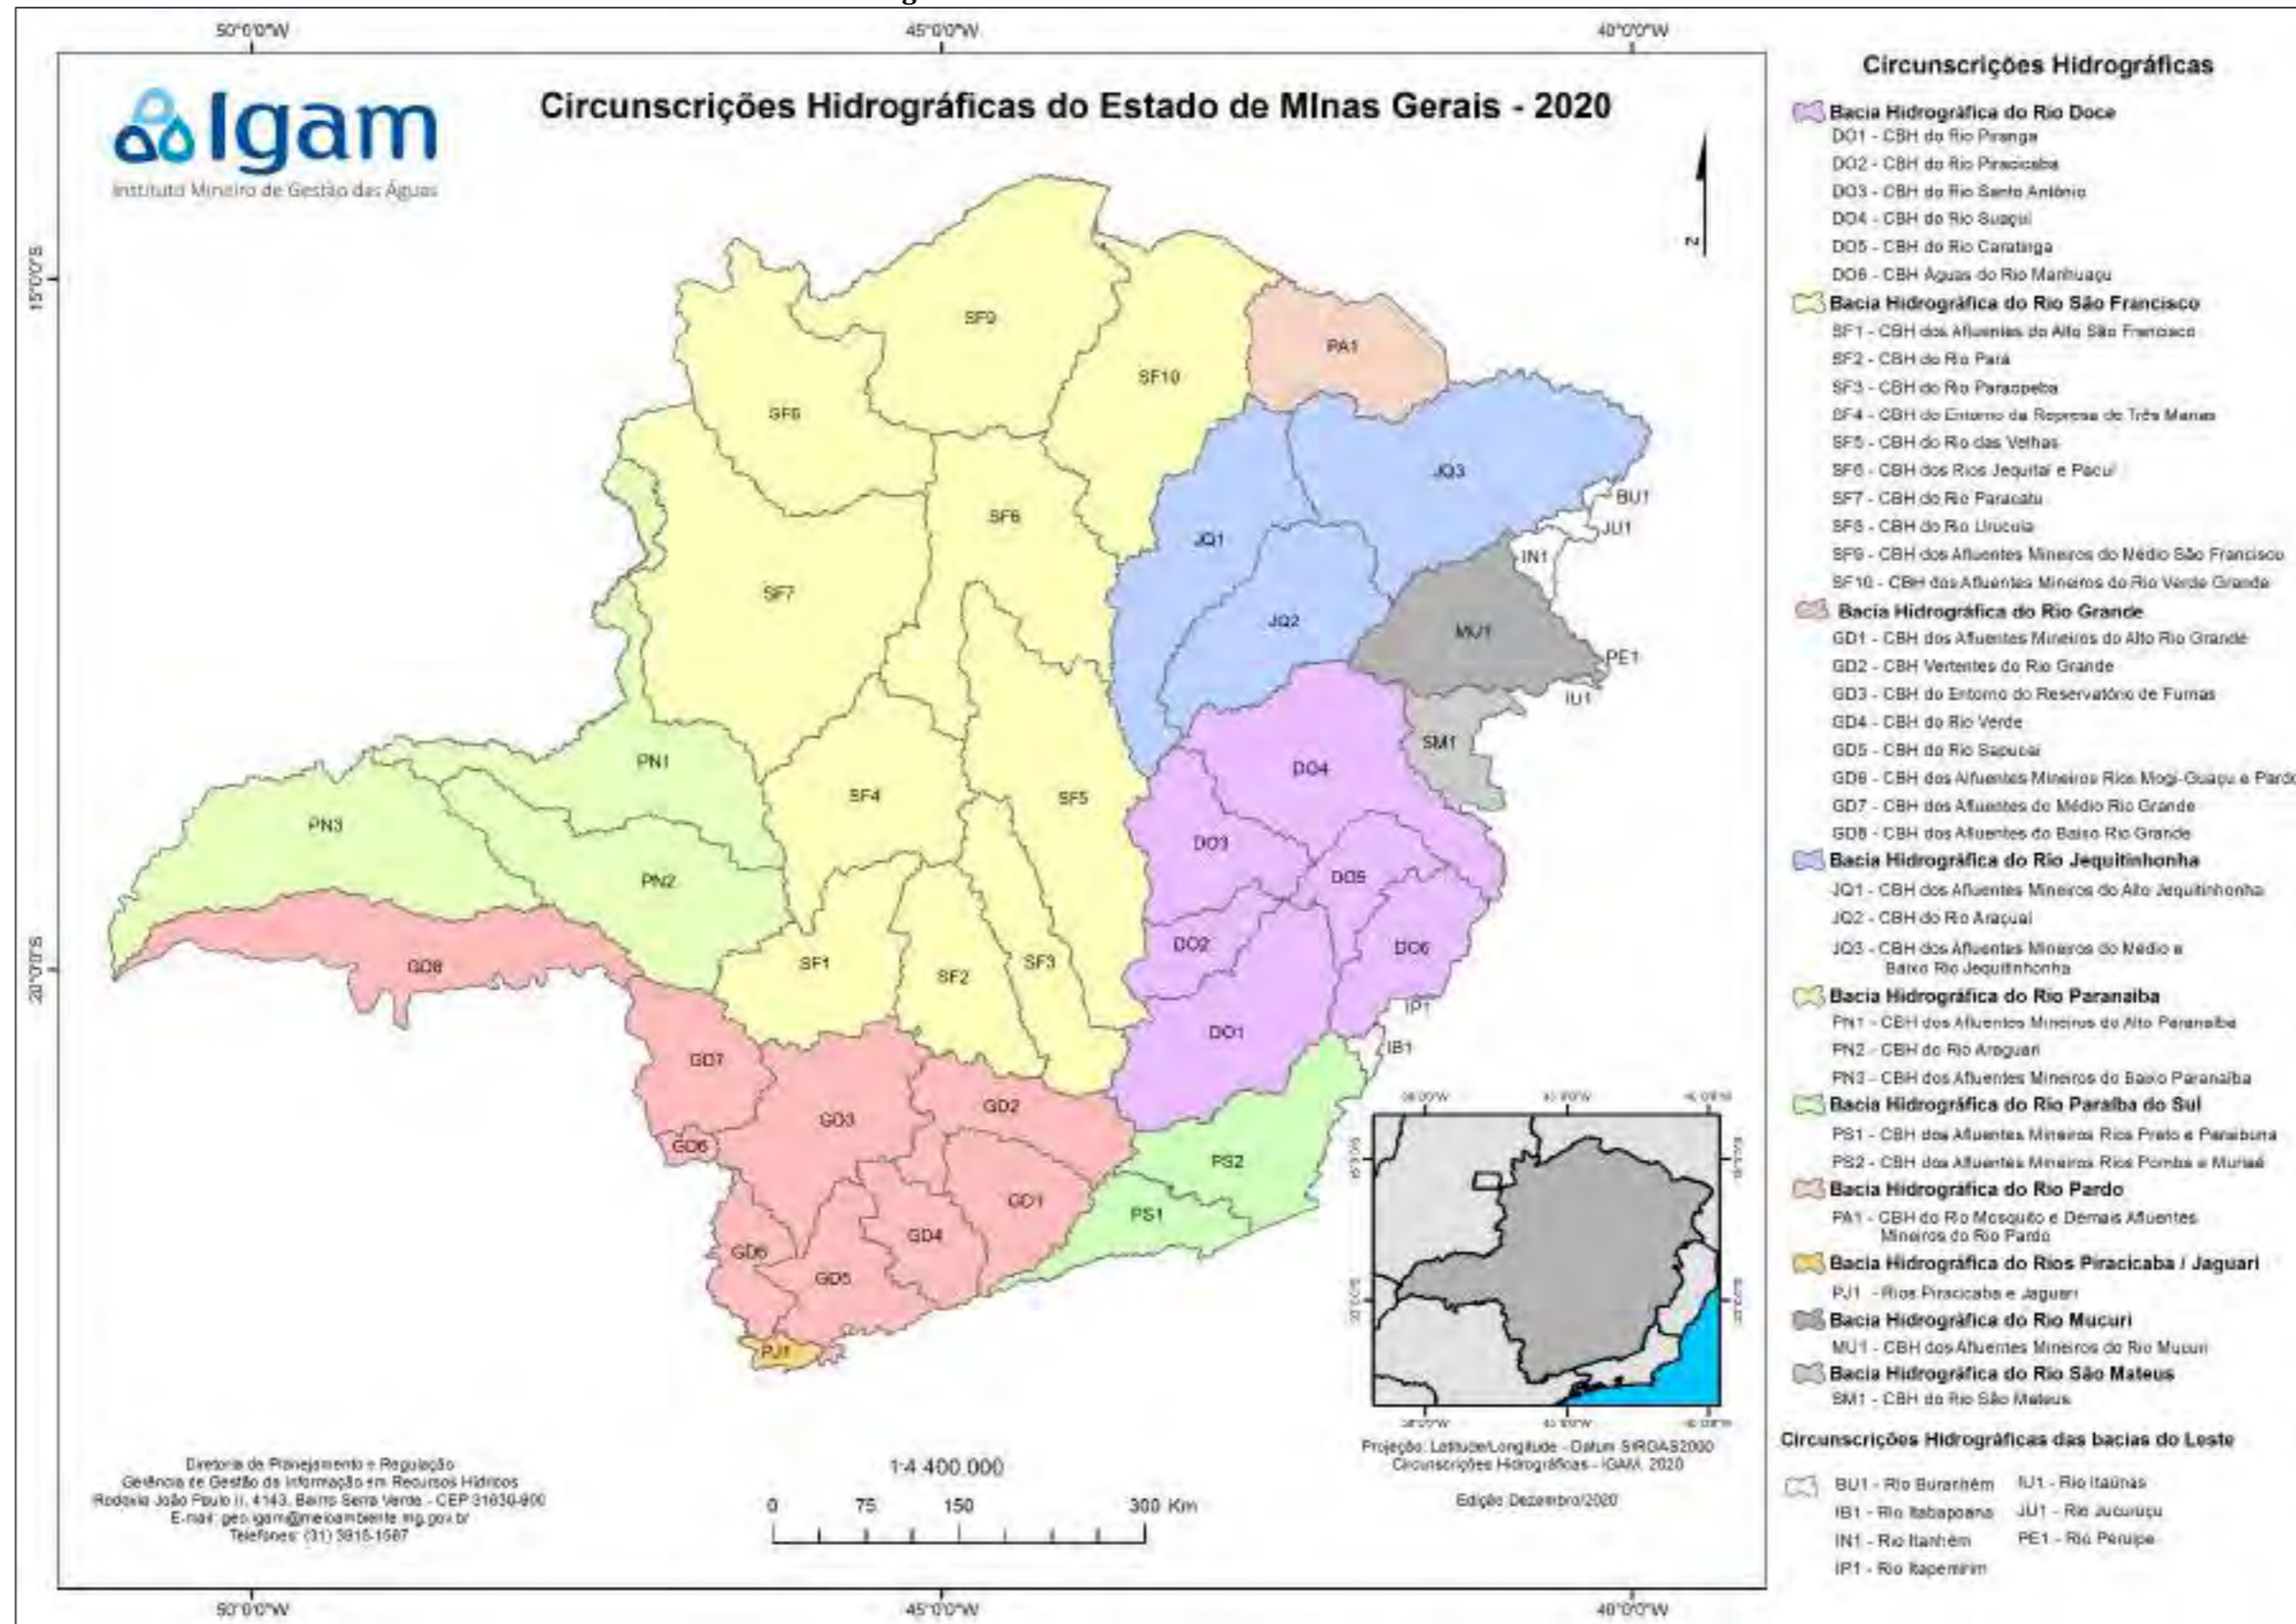 50°0'0"W
45°0'0"W
40°0'0"W
Igam
Instituto Mineiro de Gestão das Águas
Circunscrições Hidrográficas do Estado de MInas Gerais - 2020
N
15°0'0"S
20°0'0"S
SF9
PA1
SF10
SF8
JQ3
BU1
SF6
JU1
JQ1
IN1
SF7
JQ2
MU1
PE1
IU1
SM1
PN1
DO4
SF4
SF5
PN3
DO3
PN2
DO5
DO2
DO6
SF1
SF3
GD8
SF2
IP1
DO1
IB1
GD7
GD2
GD3
GD6
PS2
GD1
PS1
GD4
GD6
GD5
PJ1
Circunscrições Hidrográficas
Bacia Hidrográfica do Rio Doce
DO1 - CBH do Rio Piranga
DO2 - CBH do Rio Piracicaba
DO3 - CBH do Rio Santo Antônio
DO4 - CBH do Rio Suaçuí
DO5 - CBH do Rio Caratinga
DO6 - CBH Águas do Rio Manhuaçu
Bacia Hidrográfica do Rio São Francisco
SF1 - CBH dos Afluentes do Alto São Francisco
SF2 - CBH do Rio Pará
SF3 - CBH do Rio Paraopeba
SF4 - CBH do Entorno da Represa de Três Marias
SF5 - CBH do Rio das Velhas
SF6 - CBH dos Rios Jequitaí e Pacuí
SF7 - CBH do Rio Paracatu
SF8 - CBH do Rio Urucuia
SF9 - CBH dos Afluentes Mineiros do Médio São Francisco
SF10 - CBH dos Afluentes Mineiros do Rio Verde Grande
Bacia Hidrográfica do Rio Grande
GD1 - CBH dos Afluentes Mineiros do Alto Rio Grande
GD2 - CBH Vertentes do Rio Grande
GD3 - CBH do Entorno do Reservatório de Furnas
GD4 - CBH do Rio Verde
GD5 - CBH do Rio Sapucaí
GD6 - CBH dos Afluentes Mineiros Rios Mogi-Guaçu e Pardo
GD7 - CBH dos Afluentes do Médio Rio Grande
GD8 - CBH dos Afluentes do Baixo Rio Grande
Bacia Hidrográfica do Rio Jequitinhonha
JQ1 - CBH dos Afluentes Mineiros do Alto Jequitinhonha
JQ2 - CBH do Rio Araçuaí
JQ3 - CBH dos Afluentes Mineiros do Médio e
Baixo Rio Jequitinhonha
Bacia Hidrográfica do Rio Paranaíba
PN1 - CBH dos Afluentes Mineiros do Alto Paranaíba
PN2 - CBH do Rio Araguari
PN3 - CBH dos Afluentes Mineiros do Baixo Paranaíba
Bacia Hidrográfica do Rio Paraíba do Sul
PS1 - CBH dos Afluentes Mineiros Rios Preto e Paraibuna
PS2 - CBH dos Afluentes Mineiros Rios Pomba e Muriaé
Bacia Hidrográfica do Rio Pardo
PA1 - CBH do Rio Mosquito e Demais Afluentes
Mineiros do Rio Pardo
Bacia Hidrográfica do Rios Piracicaba / Jaguari
PJ1 - Rios Piracicaba e Jaguari
Bacia Hidrográfica do Rio Mucuri
MU1 - CBH dos Afluentes Mineiros do Rio Mucuri
Bacia Hidrográfica do Rio São Mateus
SM1 - CBH do Rio São Mateus
Circunscrições Hidrográficas das bacias do Leste
BU1 - Rio Buranhém
IU1 - Rio Itaúnas
IB1 - Rio Itabapoana
JU1 - Rio Jucuruçu
IN1 - Rio Itanhém
PE1 - Rio Peruípe
IP1 - Rio Itapemirim
Diretoria de Planejamento e Regulação
Gerência de Gestão da Informação em Recursos Hídricos
Rodovia João Paulo II, 4143, Bairro Serra Verde - CEP 31630-900
E-mail: geo.igam@meioambiente.mg.gov.br
Telefones: (31) 3915-1567
1:4 400 000
0 75 150 300 Km
Projeção: Latitude/Longitude - Datum SIRGAS2000
Circunscrições Hidrográficas - IGAM, 2020
Edição Dezembro/2020
50°0'0"W
45°0'0"W
40°0'0"W